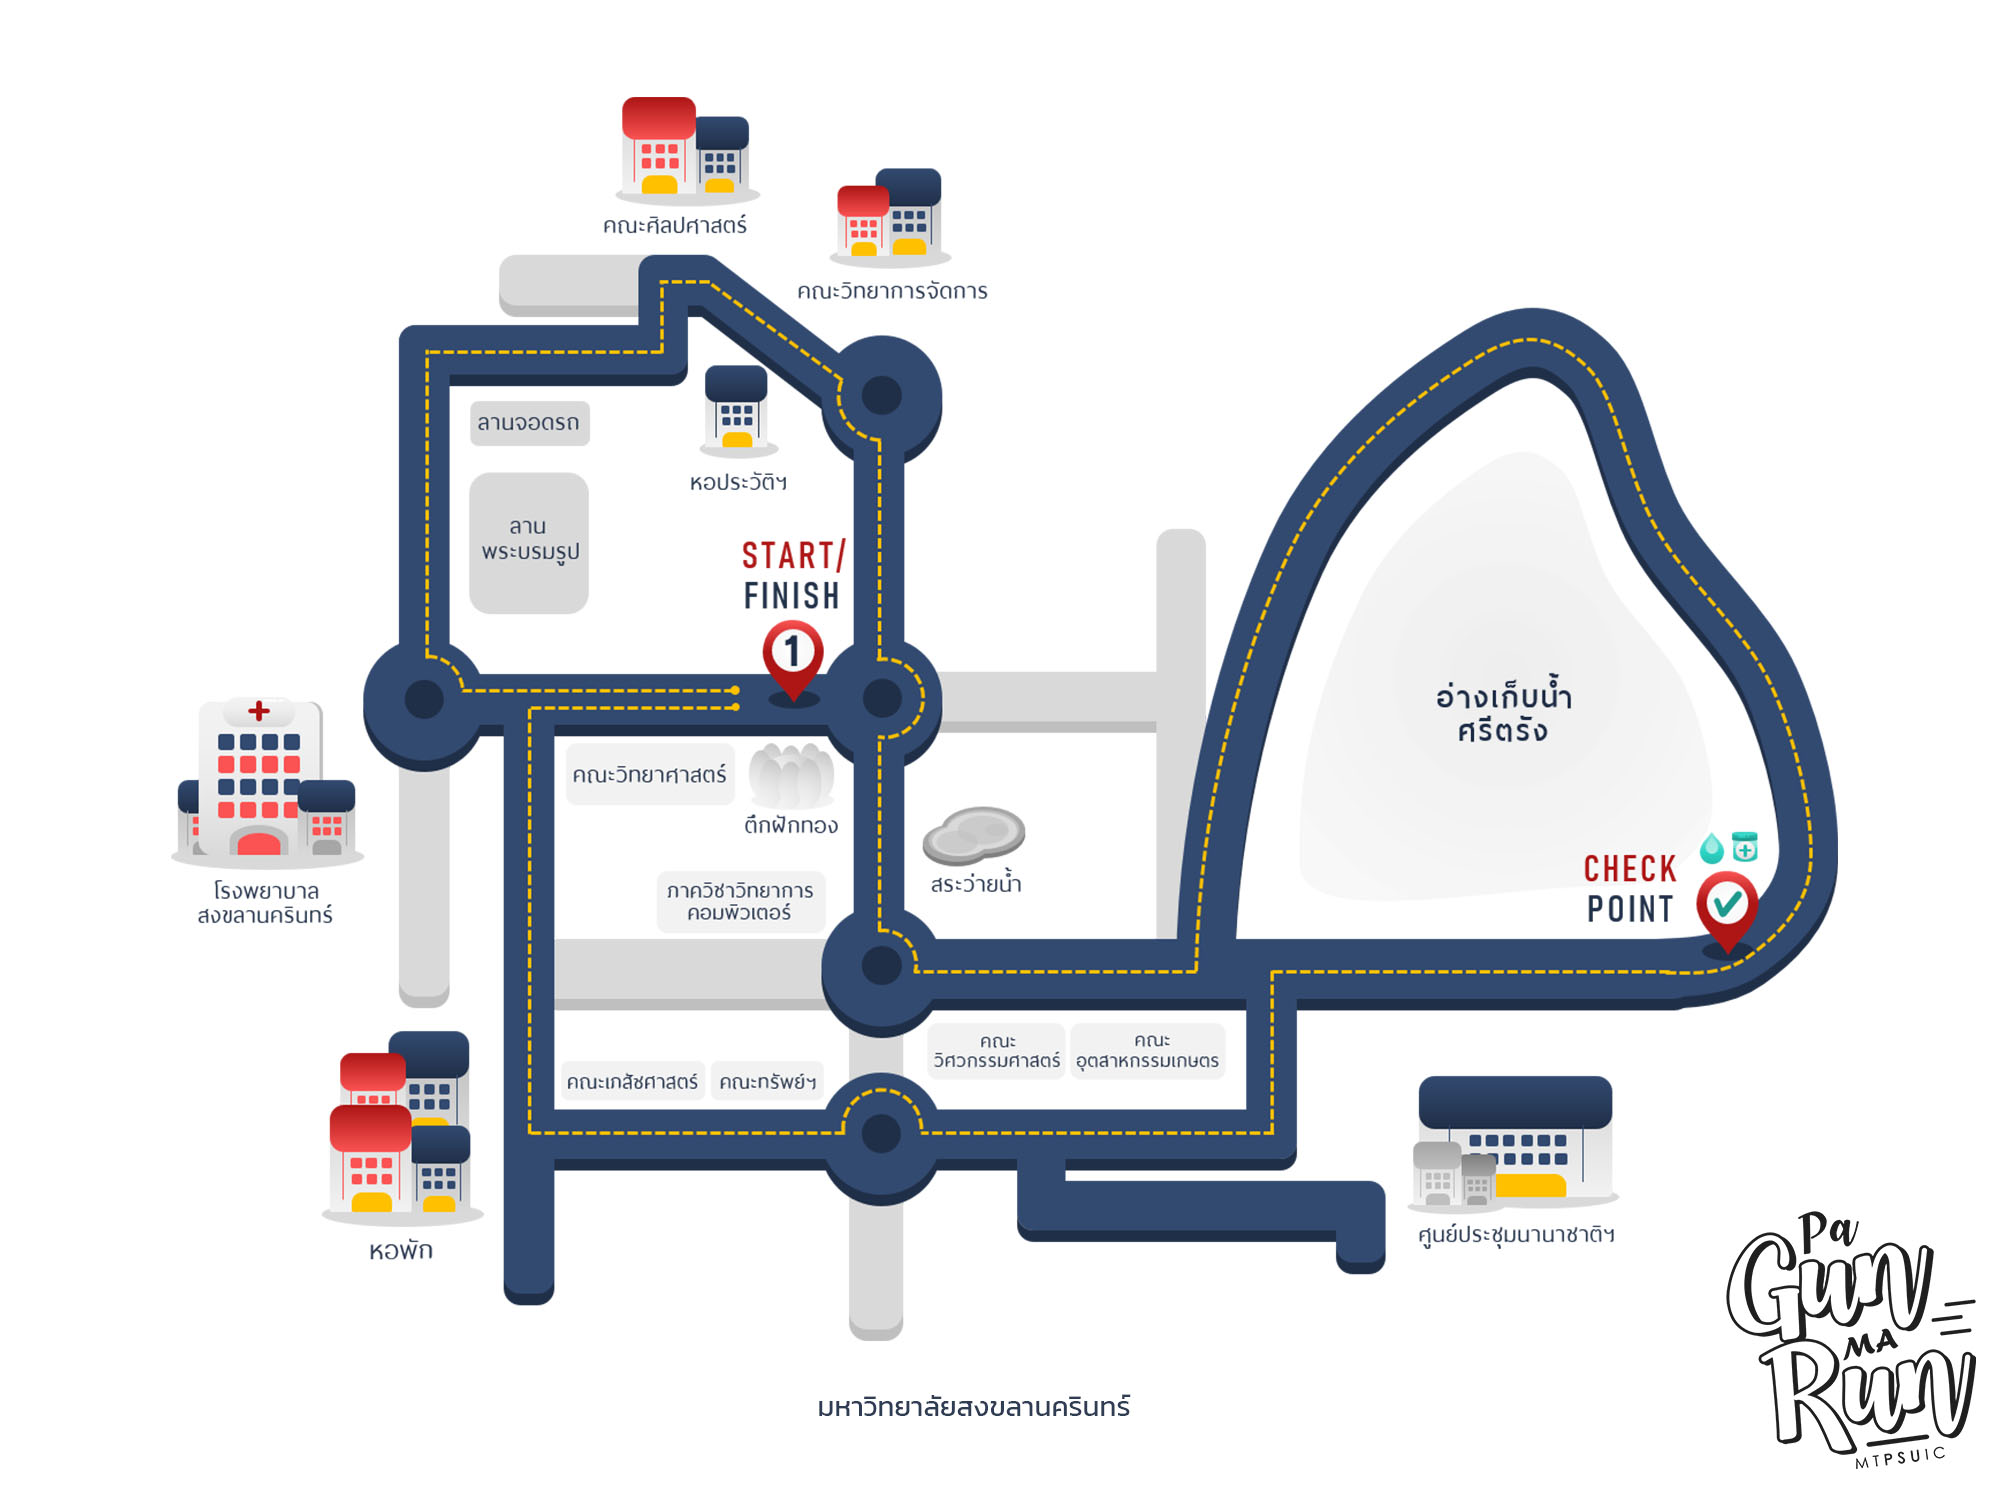 คณะศิลปศาสตร์
คณะวิทยาการจัดการ
ลานจอดรถ
หอประวัติฯ
ลาน
พระบรมรูป
START/
FINISH
1
อ่างเก็บน้ำ
ศรีตรัง
คณะวิทยาศาสตร์
ตึกฟักทอง
สระว่ายน้ำ
CHECK
POINT
โรงพยาบาล
สงขลานครินทร์
ภาควิชาวิทยาการ
คอมพิวเตอร์
คณะ
วิศวกรรมศาสตร์
คณะ
อุตสาหกรรมเกษตร
คณะเภสัชศาสตร์
คณะทรัพย์ฯ
หอพัก
ศูนย์ประชุมนานาชาติฯ
มหาวิทยาลัยสงขลานครินทร์
Pa
Gun
MA
Run
MTPSUIC